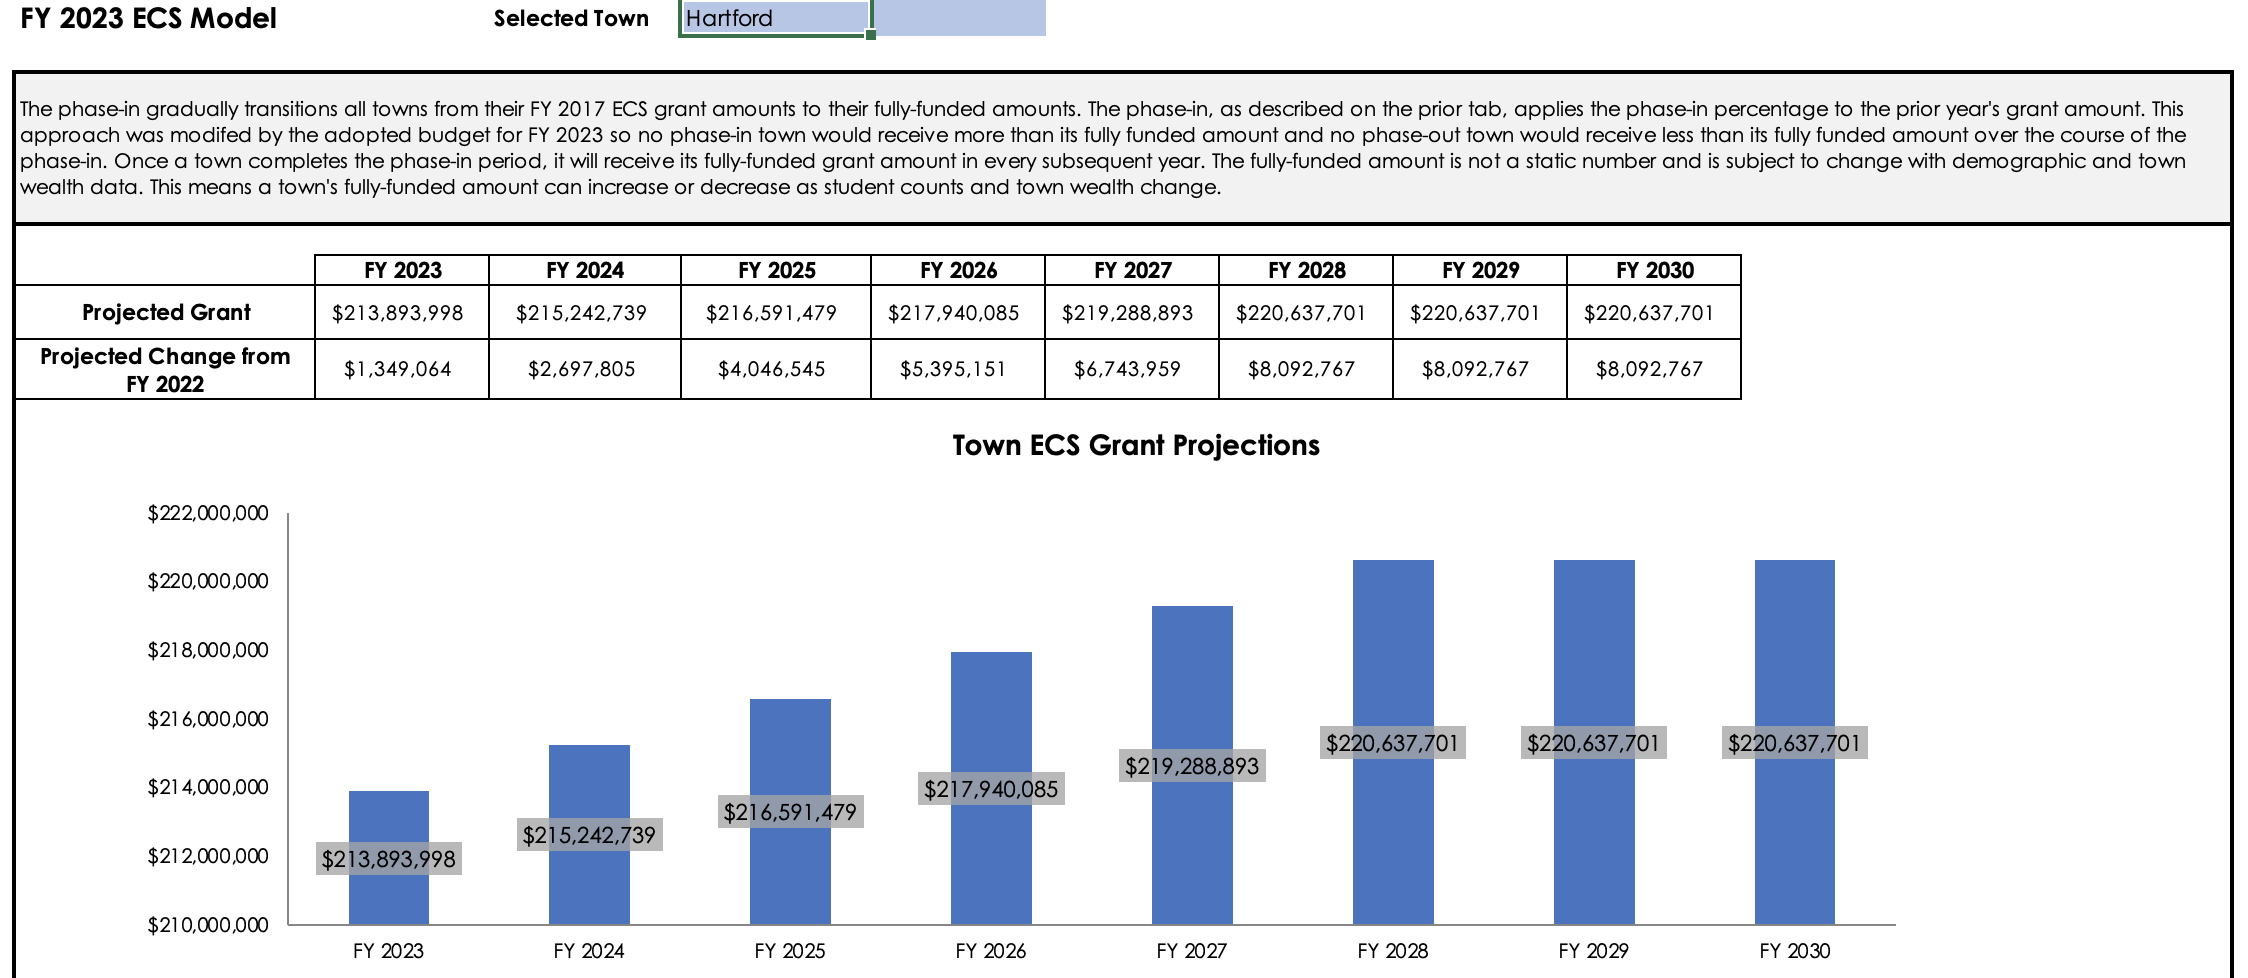 FY 2023 ECS Model Selected Town Hartford
The phase-in gradually transitions all towns from their FY 2017 ECS grant amounts to their fully-funded amounts. The phase-in, as described on the prior tab, applies the phase-in percentage to the prior year's grant amount. This
approach was modifed by the adopted budget for FY 2023 so no phase-in town would receive more than its fully funded amount and no phase-out town would receive less than its fully funded amount over the course of the
phase-in. Once a town completes the phase-in period, it will receive its fully-funded grant amount in every subsequent year. The fully-funded amount is not a static number and is subject to change with demographic and town
wealth data. This means a town's fully-funded amount can increase or decrease as student counts and town wealth change.
FY 2023 FY 2024 FY 2025 FY 2026 FY 2027 FY 2028 FY 2029 FY 2030
Projected Grant $213,893,998 $215,242,739 $216,591,479 $217,940,085 $219,288,893 $220,637,701 $220,637,701 $220,637,701
Projected Change from
FY 2022 $1,349,064 $2,697,805 $4,046,545 $5,395,151 $6,743,959 $8,092,767 $8,092,767 $8,092,767
Town ECS Grant Projections
$222,000,000
$220,000,000
$218,000,000
$216,000,000
$214,000,000
$212,000,000
$210,000,000
$213,893,998
$215,242,739
$216,591,479
$217,940,085
$219,288,893
$220,637,701
$220,637,701
$220,637,701
FY 2023 FY 2024 FY 2025 FY 2026 FY 2027 FY 2028 FY 2029 FY 2030